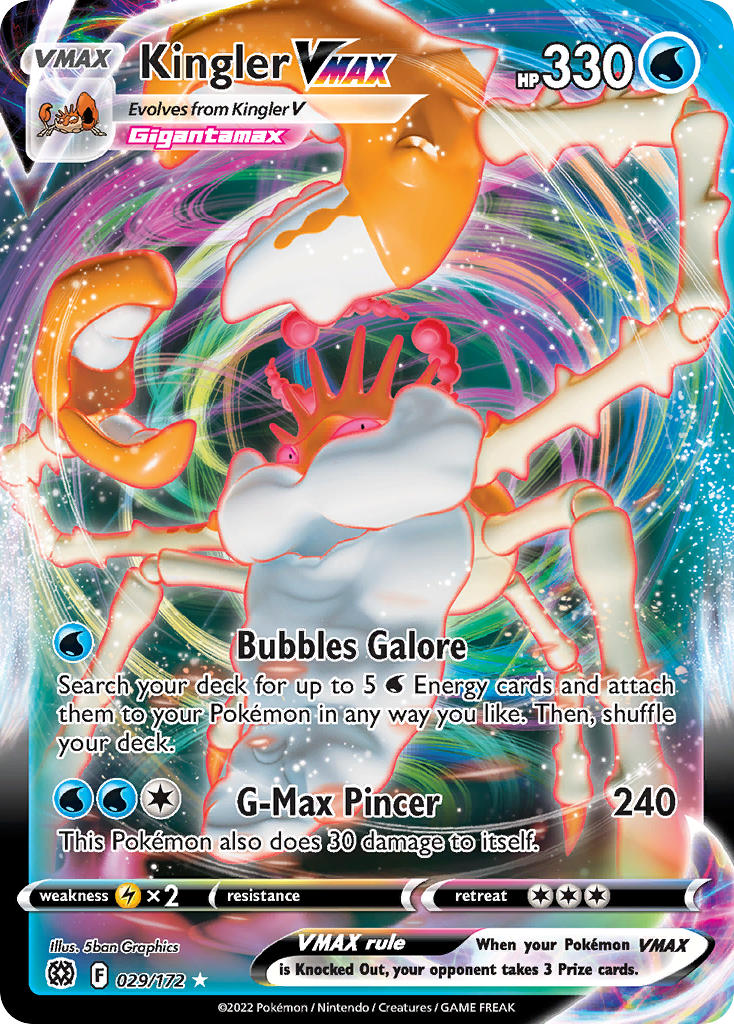 VMAX
Kingler VMAX
HP 330
Evolves from Kingler V
Gigantamax
Bubbles Galore
Search your deck for up to 5 Energy cards and attach
them to your Pokémon in any way you like. Then, shuffle
your deck.
G-Max Pincer 240
This Pokémon also does 30 damage to itself.
weakness ×2 resistance retreat
Illus. 5ban Graphics
VMAX rule When your Pokémon VMAX
is Knocked Out, your opponent takes 3 Prize cards.
F 029/172
©2022 Pokémon / Nintendo / Creatures / GAME FREAK